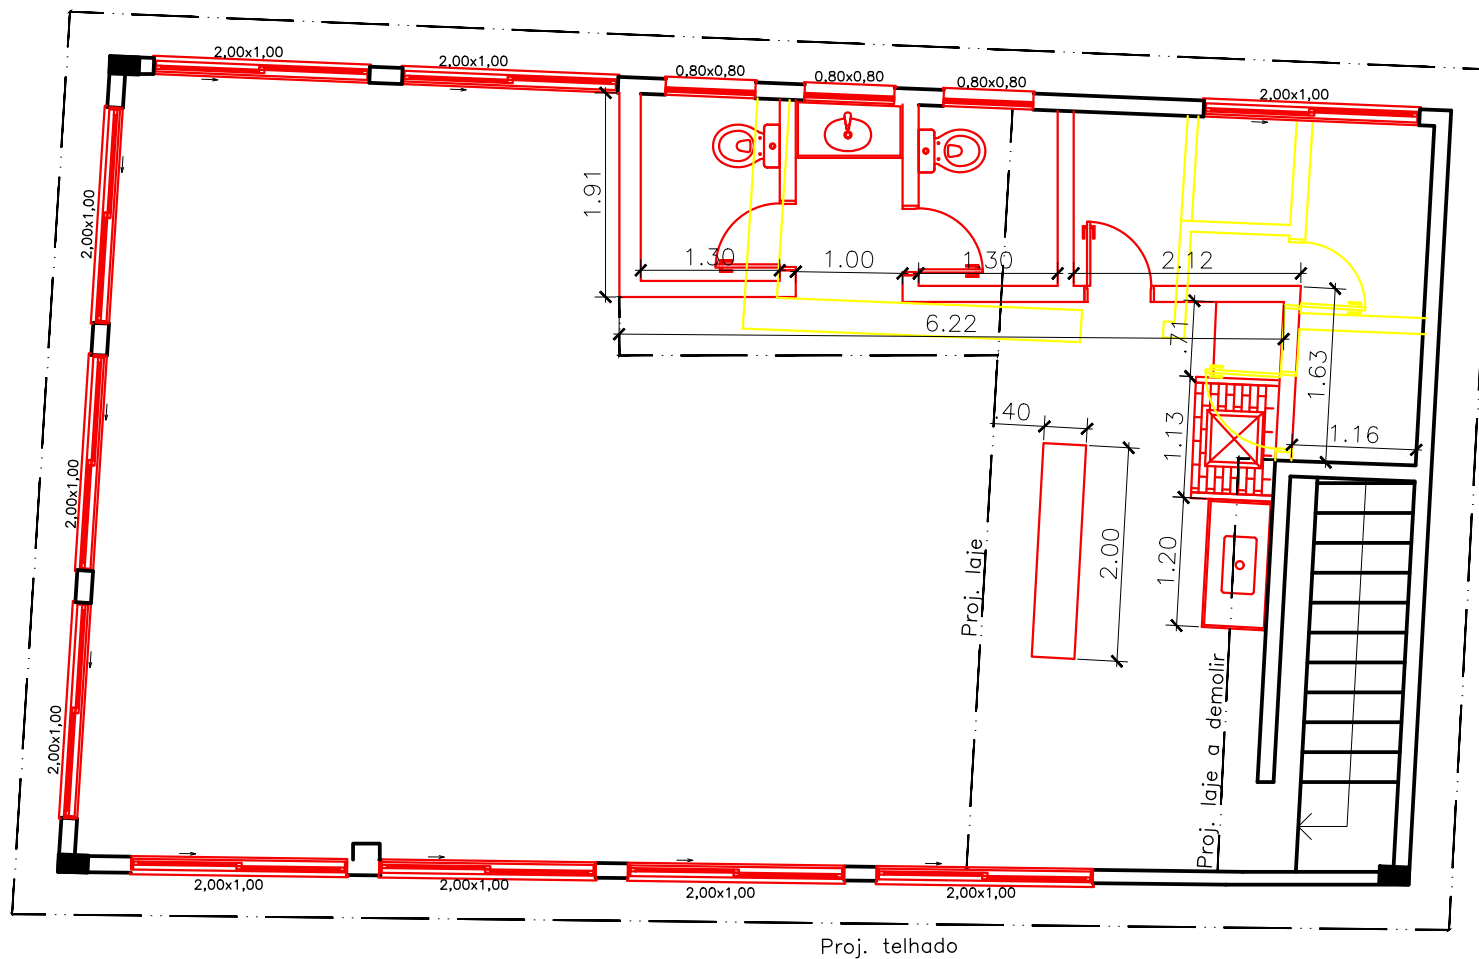 2,00x1,00
2,00x1,00
0,80x0,80
0,80x0,80
0,80x0,80
2,00x1,00
2,00x1,00
1.91
1.30
1.00
1.30
2.12
6.22
.71
1.63
.40
1.13
1.16
2,00x1,00
2.00
1.20
Proj. laje
Proj. laje a demolir
2,00x1,00
2,00x1,00
2,00x1,00
2,00x1,00
2,00x1,00
Proj. telhado